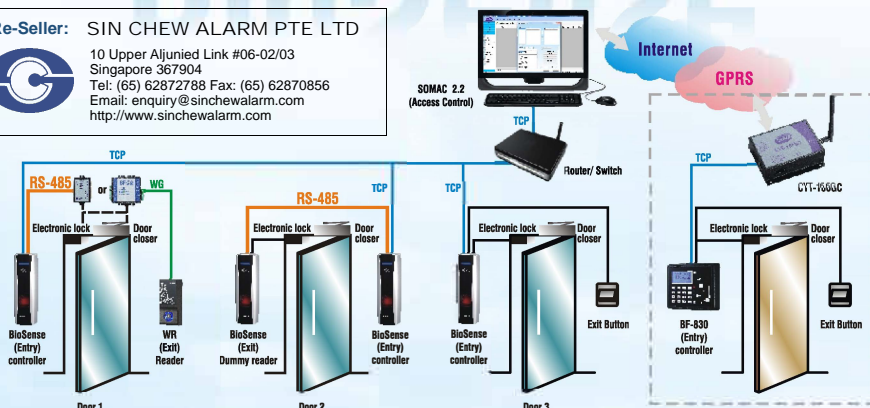 Re-Seller: SIN CHEW ALARM PTE LTD
10 Upper Aljunied Link #06-02/03
Singapore 367904
Tel: (65) 62872788 Fax: (65) 62870856
Email: enquiry@sinchewalarm.com
http://www.sinchewalarm.com
SOMAC 2.2
(Access Control)
Internet
GPRS
TCP
Router/ Switch
TCP
RS-485
or
WG
Electronic lock
Door
closer
BioSense
(Entry)
controller
WR
(Exit)
Reader
Door 1
RS-485
TCP
Electronic lock
Door
closer
BioSense
(Exit)
Dummy reader
BioSense
(Entry)
controller
Door 2
TCP
Electronic lock
Door
closer
BioSense
(Entry)
controller
Exit Button
Door 3
TCP
Electronic lock
Door
closer
BF-830
(Entry)
controller
Exit Button